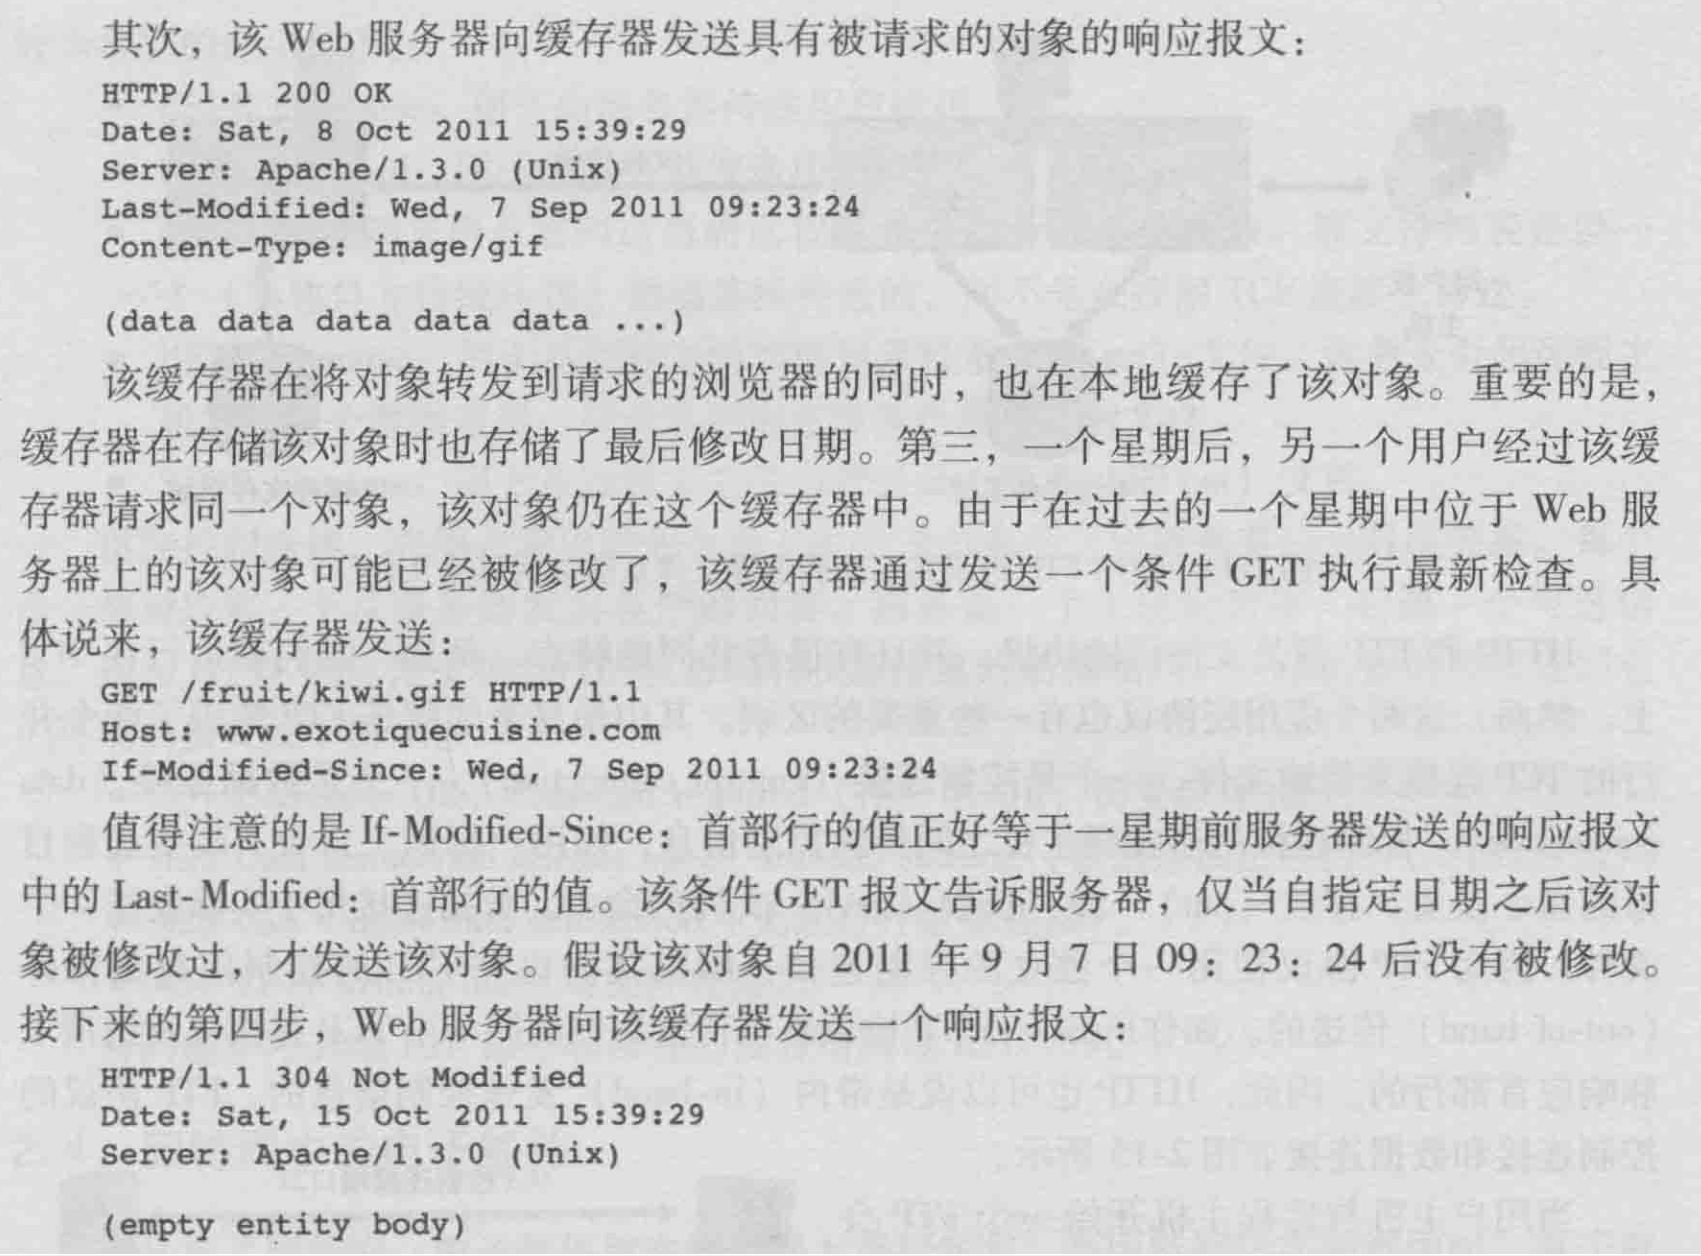 其次，该 Web 服务器向缓存器发送具有被请求的对象的响应报文：
HTTP/1.1 200 OK
Date: Sat, 8 Oct 2011 15:39:29
Server: Apache/1.3.0 (Unix)
Last-Modified: Wed, 7 Sep 2011 09:23:24
Content-Type: image/gif
(data data data data data ...)
该缓存器在将对象转发到请求的浏览器的同时，也在本地缓存了该对象。重要的是，
缓存器在存储该对象时也存储了最后修改日期。第三，一个星期后，另一个用户经过该缓
存器请求同一个对象，该对象仍在这个缓存器中。由于在过去的一个星期中位于 Web 服
务器上的该对象可能已经被修改了，该缓存器通过发送一个条件 GET 执行最新检查。具
体说来，该缓存器发送：
GET /fruit/kiwi.gif HTTP/1.1
Host: www.exotiquecuisine.com
If-Modified-Since: Wed, 7 Sep 2011 09:23:24
值得注意的是 If-Modified-Since：首部行的值正好等于一星期前服务器发送的响应报文
中的 Last-Modified：首部行的值。该条件 GET 报文告诉服务器，仅当自指定日期之后该对
象被修改过，才发送该对象。假设该对象自 2011 年 9 月 7 日 09：23：24 后没有被修改。
接下来的第四步，Web 服务器向该缓存器发送一个响应报文：
HTTP/1.1 304 Not Modified
Date: Sat, 15 Oct 2011 15:39:29
Server: Apache/1.3.0 (Unix)
(empty entity body)